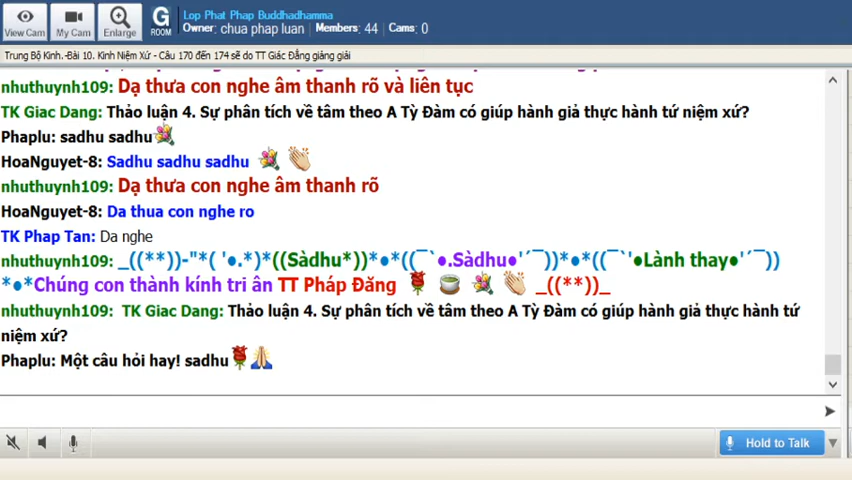 Lop Phat Phap Buddhadhamma
Owner: chua phap luan Members: 44 Cams: 0
View Cam My Cam Enlarge G ROOM
Trung Bộ Kinh.-Bài 10. Kinh Niệm Xứ - Câu 170 đến 174 sẽ do TT Giác Đẳng giảng giải
nhuthuynh109: Dạ thưa con nghe âm thanh rõ và liên tục
TK Giac Dang: Thảo luận 4. Sự phân tích về tâm theo A Tỳ Đàm có giúp hành giả thực hành tứ niệm xứ?
Phaplu: sadhu sadhu
HoaNguyet-8: Sadhu sadhu sadhu
nhuthuynh109: Dạ thưa con nghe âm thanh rõ
HoaNguyet-8: Da thua con nghe ro
TK Phap Tan: Da nghe
nhuthuynh109: _((**))-"*( '●.*)*((Sàdhu*))*●*((¯`●.Sàdhu●'´¯))*●*((¯`'●Lành thay●'´¯))
*●*Chúng con thành kính tri ân TT Pháp Đăng _((**))_
nhuthuynh109: TK Giac Dang: Thảo luận 4. Sự phân tích về tâm theo A Tỳ Đàm có giúp hành giả thực hành tứ
niệm xứ?
Phaplu: Một câu hỏi hay! sadhu
Hold to Talk